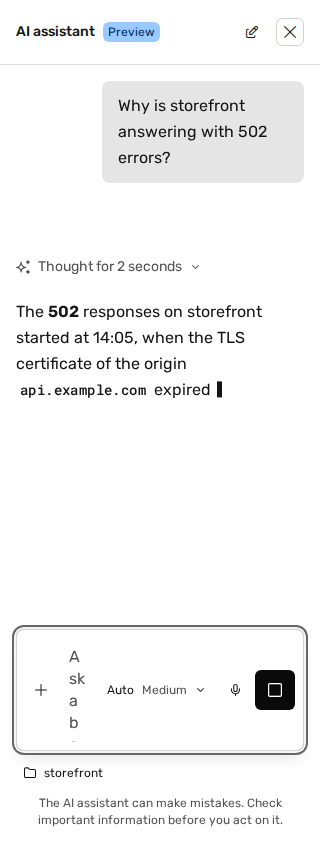 AI assistant Preview
Why is storefront
answering with 502
errors?
Thought for 2 seconds
The 502 responses on storefront
started at 14:05, when the TLS
certificate of the origin
api.example.com expired
A
sk
a
b
Auto Medium
storefront
The AI assistant can make mistakes. Check
important information before you act on it.